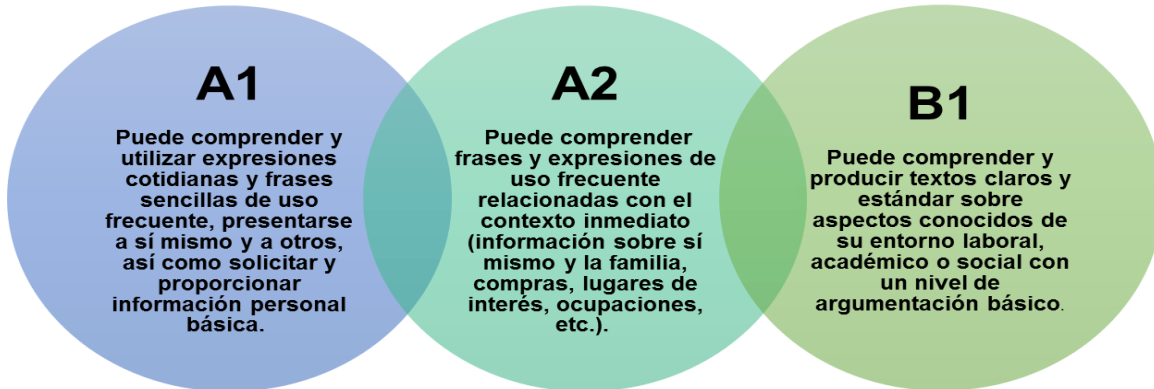 A1
Puede comprender y
utilizar expresiones
cotidianas y frases
sencillas de uso
frecuente, presentarse
a sí mismo y a otros,
así como solicitar y
proporcionar
información personal
básica.
A2
Puede comprender
frases y expresiones de
uso frecuente
relacionadas con el
contexto inmediato
(información sobre sí
mismo y la familia,
compras, lugares de
interés, ocupaciones,
etc.).
B1
Puede comprender y
producir textos claros y
estándar sobre
aspectos conocidos de
su entorno laboral,
académico o social con
un nivel de
argumentación básico.